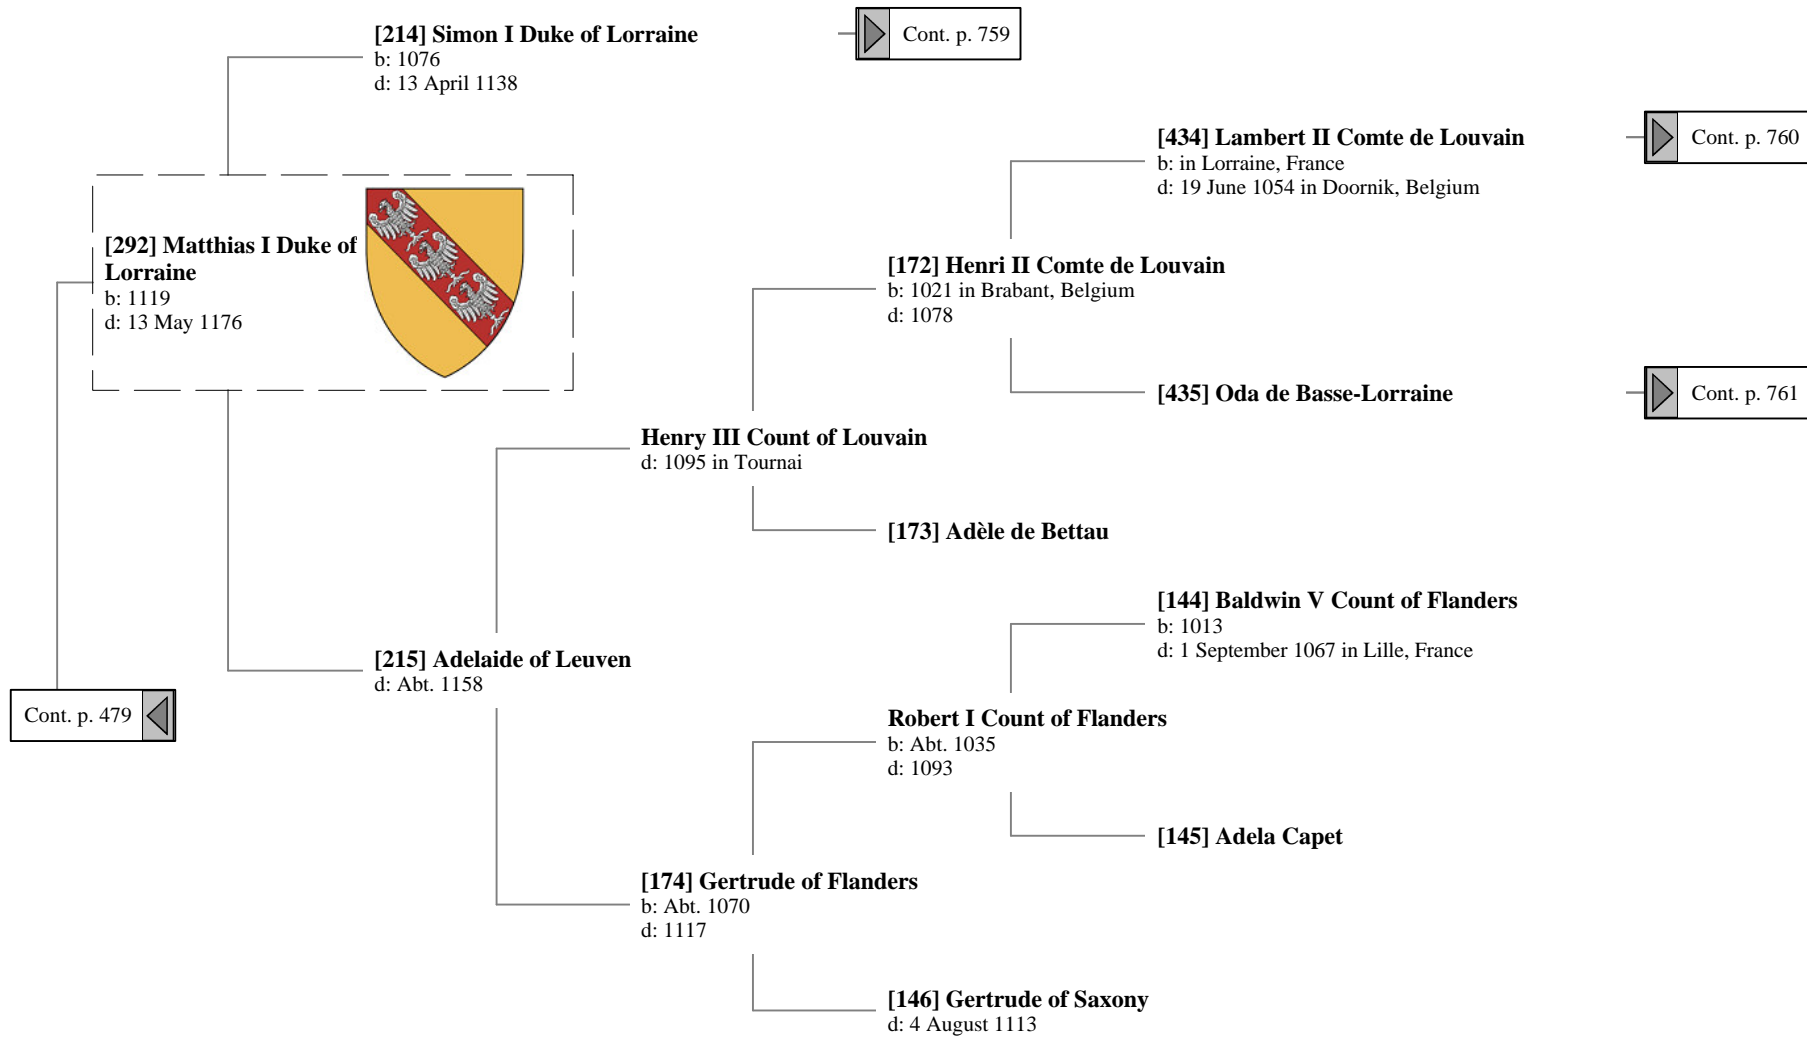 [214] Simon I Duke of Lorraine
b: 1076
d: 13 April 1138
Cont. p. 759
[434] Lambert II Comte de Louvain
b: in Lorraine, France
d: 19 June 1054 in Doornik, Belgium
Cont. p. 760
[292] Matthias I Duke of
Lorraine
b: 1119
d: 13 May 1176
[172] Henri II Comte de Louvain
b: 1021 in Brabant, Belgium
d: 1078
[435] Oda de Basse-Lorraine
Cont. p. 761
Henry III Count of Louvain
d: 1095 in Tournai
[173] Adèle de Bettau
[144] Baldwin V Count of Flanders
b: 1013
d: 1 September 1067 in Lille, France
[215] Adelaide of Leuven
d: Abt. 1158
Cont. p. 479
Robert I Count of Flanders
b: Abt. 1035
d: 1093
[145] Adela Capet
[174] Gertrude of Flanders
b: Abt. 1070
d: 1117
[146] Gertrude of Saxony
d: 4 August 1113